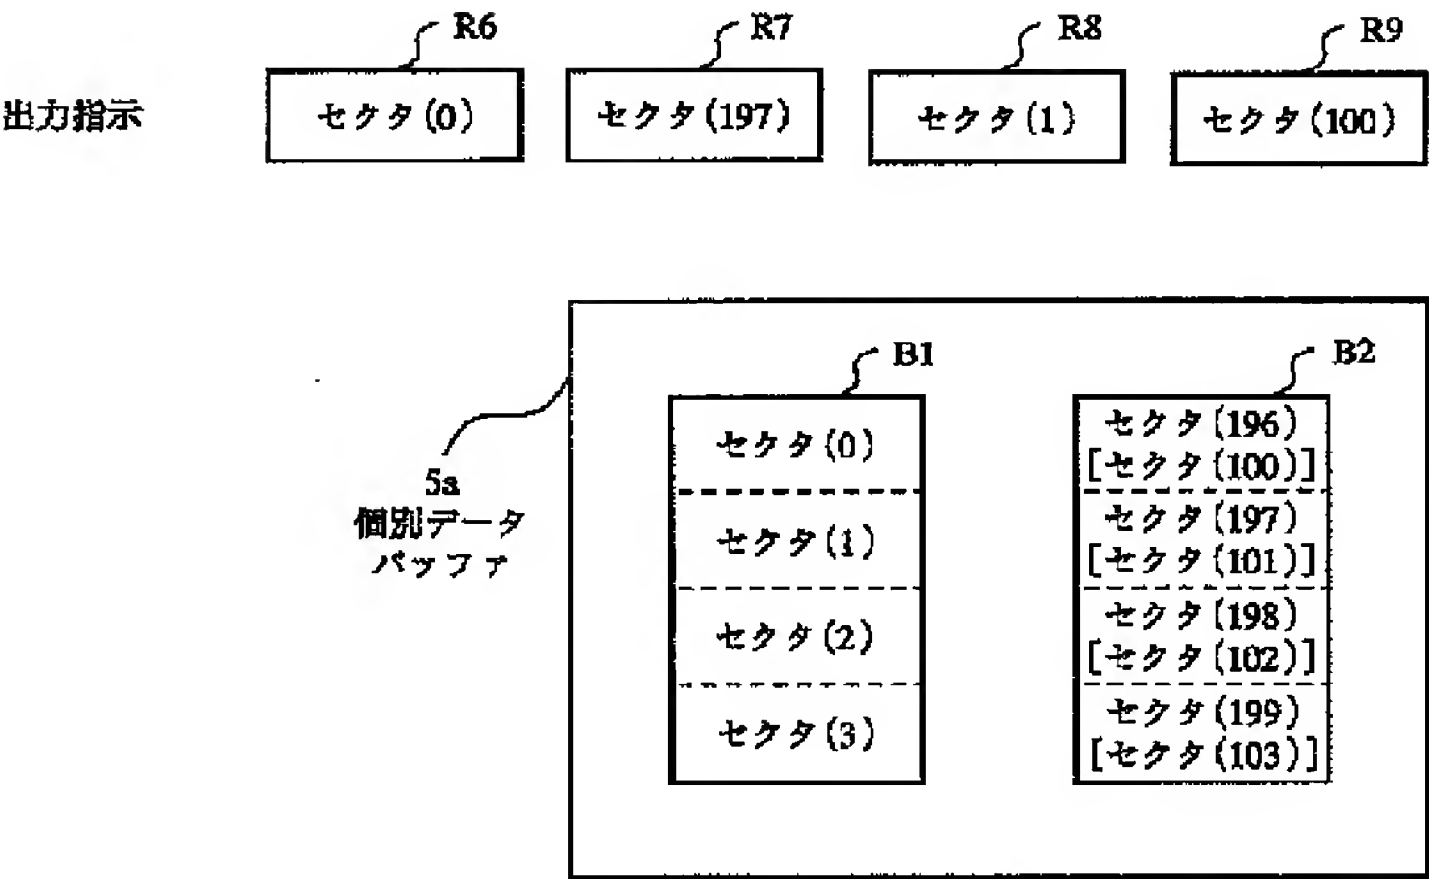 R6
R7
R8
R9
出力指示
セクタ(0)
セクタ(197)
セクタ(1)
セクタ(100)
B1
B2
5a
個別データ
バッファ
セクタ(0)
セクタ(1)
セクタ(2)
セクタ(3)
セクタ(196)
[セクタ(100)]
セクタ(197)
[セクタ(101)]
セクタ(198)
[セクタ(102)]
セクタ(199)
[セクタ(103)]